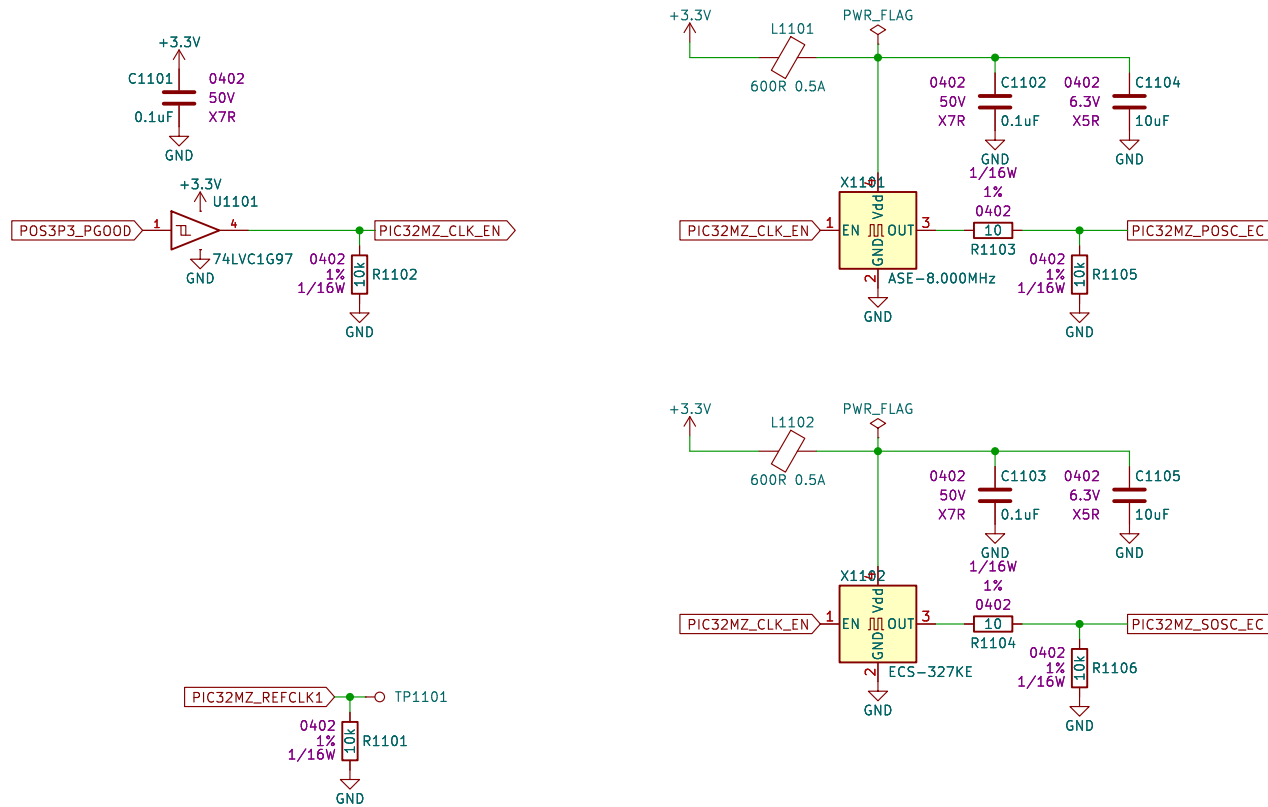 +3.3V
C1101
0402
50V
X7R
0.1uF
GND
+3.3V
U1101
POS3P3_PGOOD
1
4
PIC32MZ_CLK_EN
74LVC1G97
GND
0402
1%
1/16W
10k
R1102
GND
+3.3V
L1101
600R 0.5A
PWR_FLAG
0402
50V
X7R
C1102
0.1uF
GND
0402
6.3V
X5R
C1104
10uF
GND
X1101
4
Vdd
PIC32MZ_CLK_EN
1
EN
OUT
3
GND
2
ASE-8.000MHz
GND
1/16W
1%
0402
10
R1103
PIC32MZ_POSC_EC
0402
1%
1/16W
10k
R1105
GND
+3.3V
L1102
600R 0.5A
PWR_FLAG
0402
50V
X7R
C1103
0.1uF
GND
0402
6.3V
X5R
C1105
10uF
GND
X1102
4
Vdd
PIC32MZ_CLK_EN
1
EN
OUT
3
GND
2
ECS-327KE
GND
1/16W
1%
0402
10
R1104
PIC32MZ_SOSC_EC
0402
1%
1/16W
10k
R1106
GND
PIC32MZ_REFCLK1
TP1101
0402
1%
1/16W
10k
R1101
GND